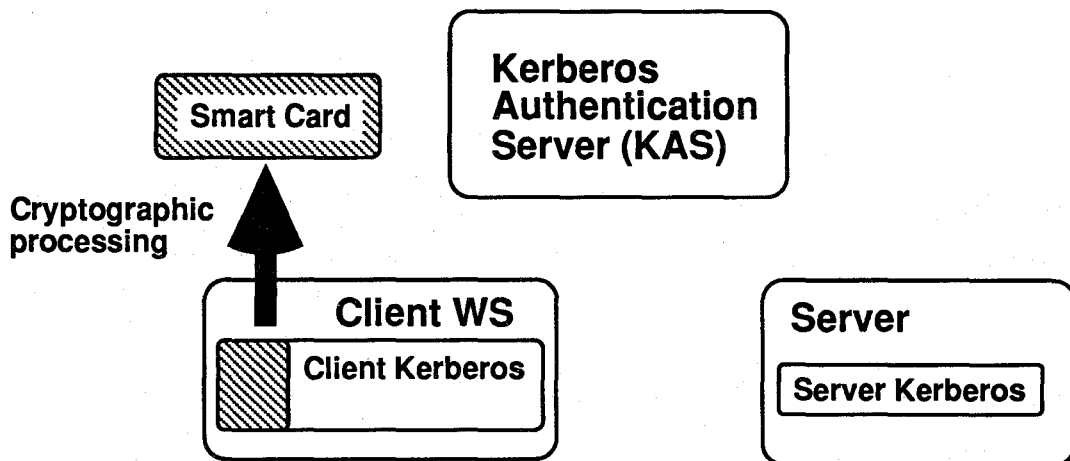 Kerberos
Authentication
Server (KAS)
Smart Card
Cryptographic
processing
Client WS
Client Kerberos
Server
Server Kerberos